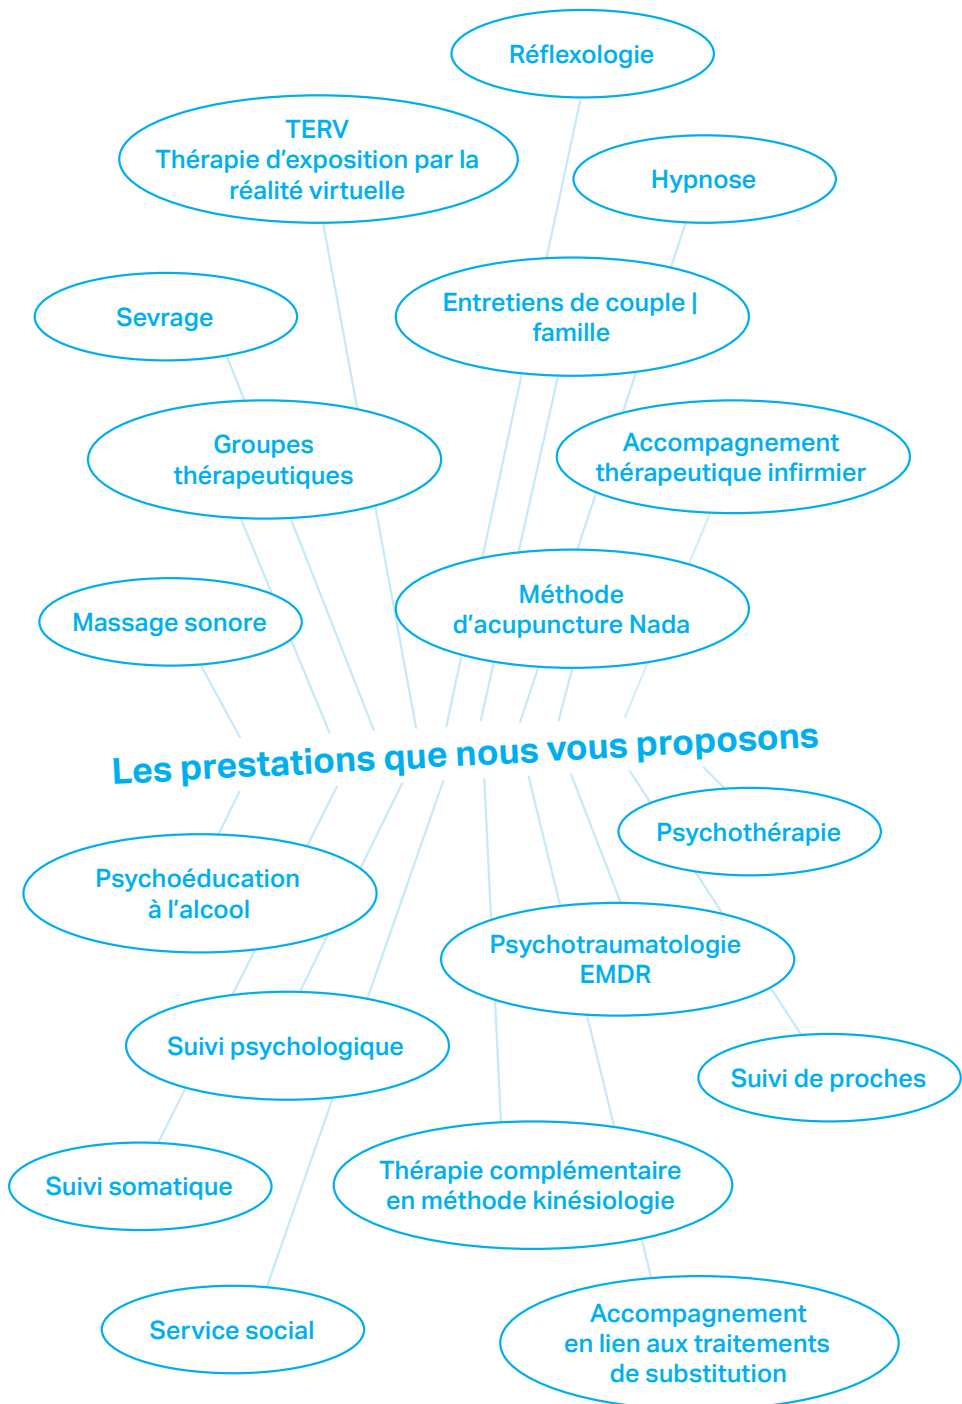 Réflexologie
TERV
Thérapie d'exposition par la
réalité virtuelle
Hypnose
Sevrage
Entretiens de couple |
famille
Groupes
thérapeutiques
Accompagnement
thérapeutique infirmier
Massage sonore
Méthode
d'acupuncture Nada
Les prestations que nous vous proposons
Psychothérapie
Psychoéducation
à l'alcool
Psychotraumatologie
EMDR
Suivi psychologique
Suivi de proches
Suivi somatique
Thérapie complémentaire
en méthode kinésiologie
Service social
Accompagnement
en lien aux traitements
de substitution